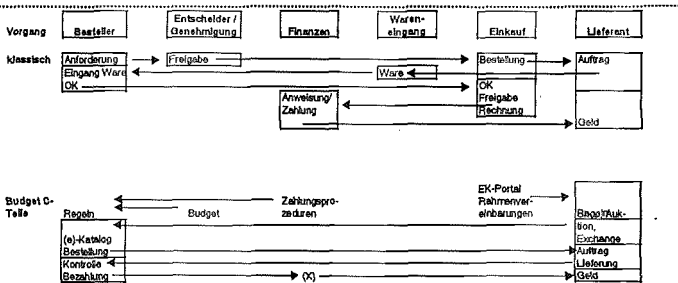 Vorgang Besteller Entscheider / Genehmigung Finanzen Waren-eingang Einkauf Lieferant
klassisch Anforderung Freigabe Bestellung Auftrag
Eingang Ware Ware
OK OK
Anweisung/ Freigabe
Zahlung Rechnung
Geld
Budget C- Zahlungspro- EK-Portal
Teile Regeln Budget zeduren Rahmenver-
einbarungen
tion,
(e)-Katalog Exchange
Bestellung Auftrag
Kontrolle Lieferung
Bezahlung (X) Geld